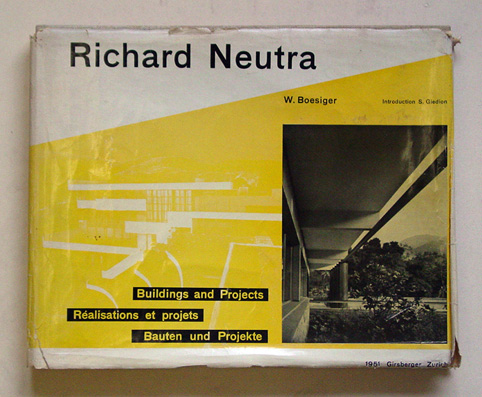 Richard Neutra
W. Boesiger
Introduction S. Giedion
Buildings and Projects
Réalisations et projets
Bauten und Projekte
1951 Girsberger Zurich